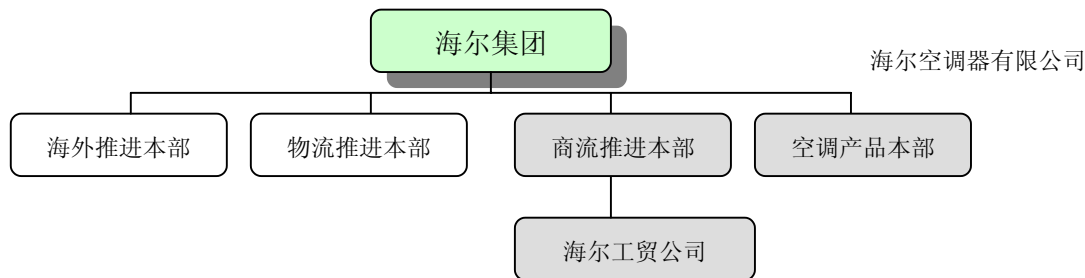 海尔集团
海尔空调器有限公司
海外推进本部
物流推进本部
商流推进本部
空调产品本部
海尔工贸公司